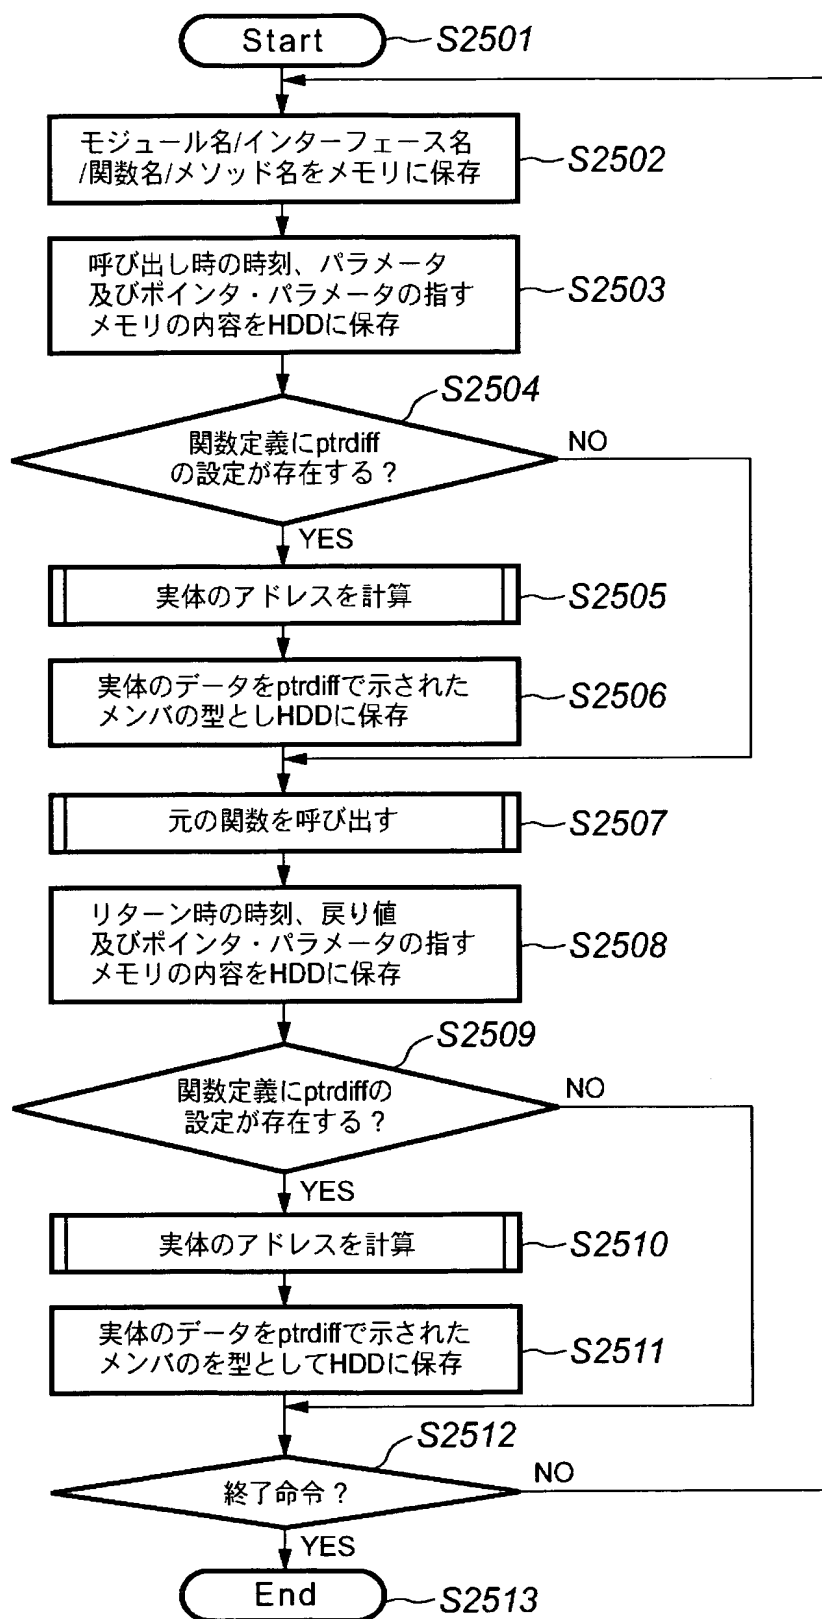 Start
S2501
モジュール名/インターフェース名
/関数名/メソッド名をメモリに保存
S2502
呼び出し時の時刻、パラメータ
及びポインタ・パラメータの指す
メモリの内容をHDDに保存
S2503
S2504
関数定義にptrdiff
の設定が存在する？
NO
YES
実体のアドレスを計算
S2505
実体のデータをptrdiffで示された
メンバの型としHDDに保存
S2506
元の関数を呼び出す
S2507
リターン時の時刻、戻り値
及びポインタ・パラメータの指す
メモリの内容をHDDに保存
S2508
S2509
関数定義にptrdiffの
設定が存在する？
NO
YES
実体のアドレスを計算
S2510
実体のデータをptrdiffで示された
メンバのを型としてHDDに保存
S2511
S2512
終了命令？
NO
YES
End
S2513